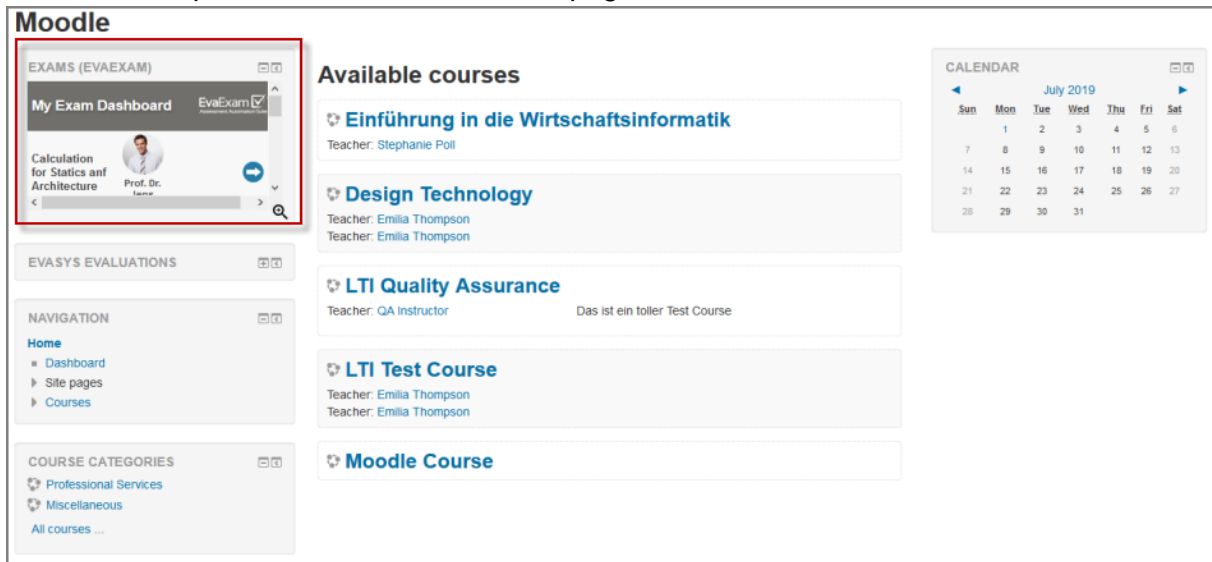 Moodle
EXAMS (EVAEXAM)
My Exam Dashboard
EvaExam
Calculation
for Statics anf
Architecture
Prof. Dr.
EVASYS EVALUATIONS
NAVIGATION
Home
Dashboard
Site pages
Courses
COURSE CATEGORIES
Professional Services
Miscellaneous
All courses ...
Available courses
Einführung in die Wirtschaftsinformatik
Teacher: Stephanie Poll
Design Technology
Teacher: Emilia Thompson
Teacher: Emilia Thompson
LTI Quality Assurance
Teacher: QA Instructor Das ist ein toller Test Course
LTI Test Course
Teacher: Emilia Thompson
Teacher: Emilia Thompson
Moodle Course
CALENDAR
July 2019
Sun Mon Tue Wed Thu Fri Sat
1 2 3 4 5 6
7 8 9 10 11 12 13
14 15 16 17 18 19 20
21 22 23 24 25 26 27
28 29 30 31